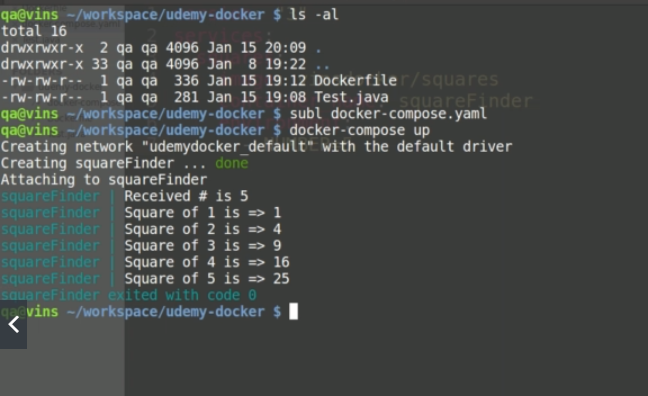 qa@vins ~/workspace/udemy-docker $ ls -al
total 16
drwxrwxr-x  2 qa qa 4096 Jan 15 20:09 .
drwxrwxr-x 33 qa qa 4096 Jan  8 19:22 ..
-rw-rw-r--  1 qa qa  336 Jan 15 19:12 Dockerfile
-rw-rw-r--  1 qa qa  281 Jan 15 19:08 Test.java
qa@vins ~/workspace/udemy-docker $ subl docker-compose.yaml
qa@vins ~/workspace/udemy-docker $ docker-compose up
Creating network "udemydocker_default" with the default driver
Creating squareFinder ... done
Attaching to squareFinder
squareFinder | Received # is 5
squareFinder | Square of 1 is => 1
squareFinder | Square of 2 is => 4
squareFinder | Square of 3 is => 9
squareFinder | Square of 4 is => 16
squareFinder | Square of 5 is => 25
squareFinder exited with code 0
qa@vins ~/workspace/udemy-docker $
services:
/squares
squareFinder